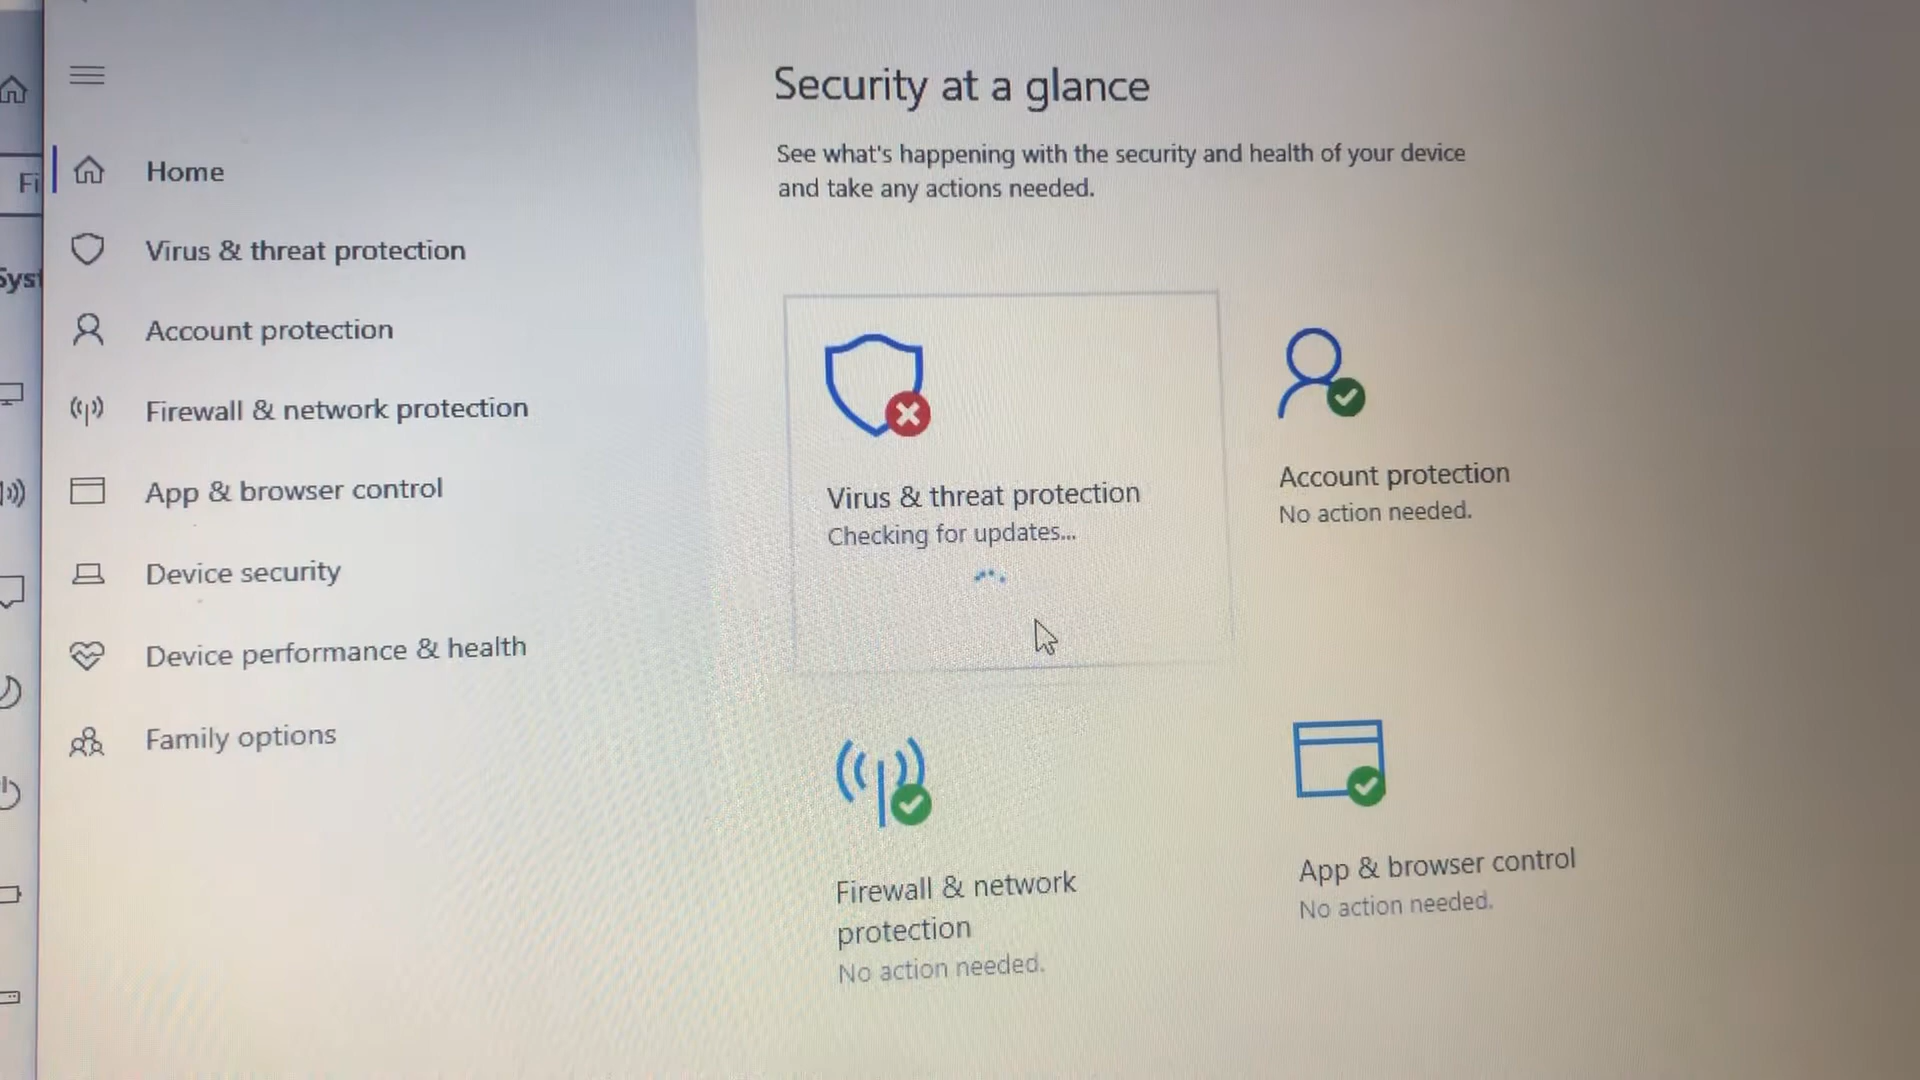 Fi
Syst
Home
Virus & threat protection
Account protection
Firewall & network protection
App & browser control
Device security
Device performance & health
Family options
Security at a glance
See what's happening with the security and health of your device
and take any actions needed.
Virus & threat protection
Checking for updates...
Account protection
No action needed.
Firewall & network
protection
No action needed.
App & browser control
No action needed.